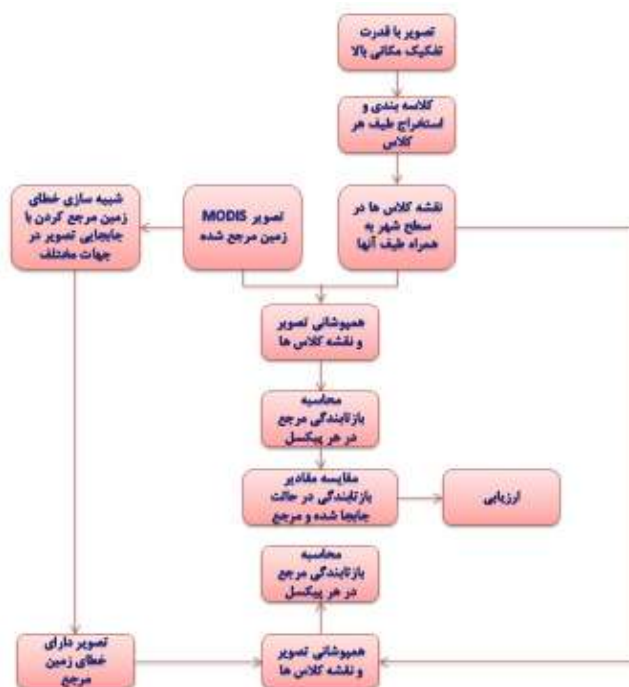 تصویر با قدرت
تفکیک مکانی بالا
کلاسه بندی و
استخراج طیف هر
کلاس
نقشه کلاس ها در
سطح شهر به
همراه طیف آنها
تصویر MODIS
زمین مرجع شده
شبیه سازی خطای
زمین مرجع کردن با
جابجایی تصویر در
جهات مختلف
همپوشانی تصویر
و نقشه کلاس ها
محاسبه
بازتابندگی مرجع
در هر پیکسل
مقایسه مقادیر
بازتابندگی در حالت
جابجا شده و مرجع
ارزیابی
محاسبه
بازتابندگی مرجع
در هر پیکسل
همپوشانی تصویر
و نقشه کلاس ها
تصویر دارای
خطای زمین
مرجع